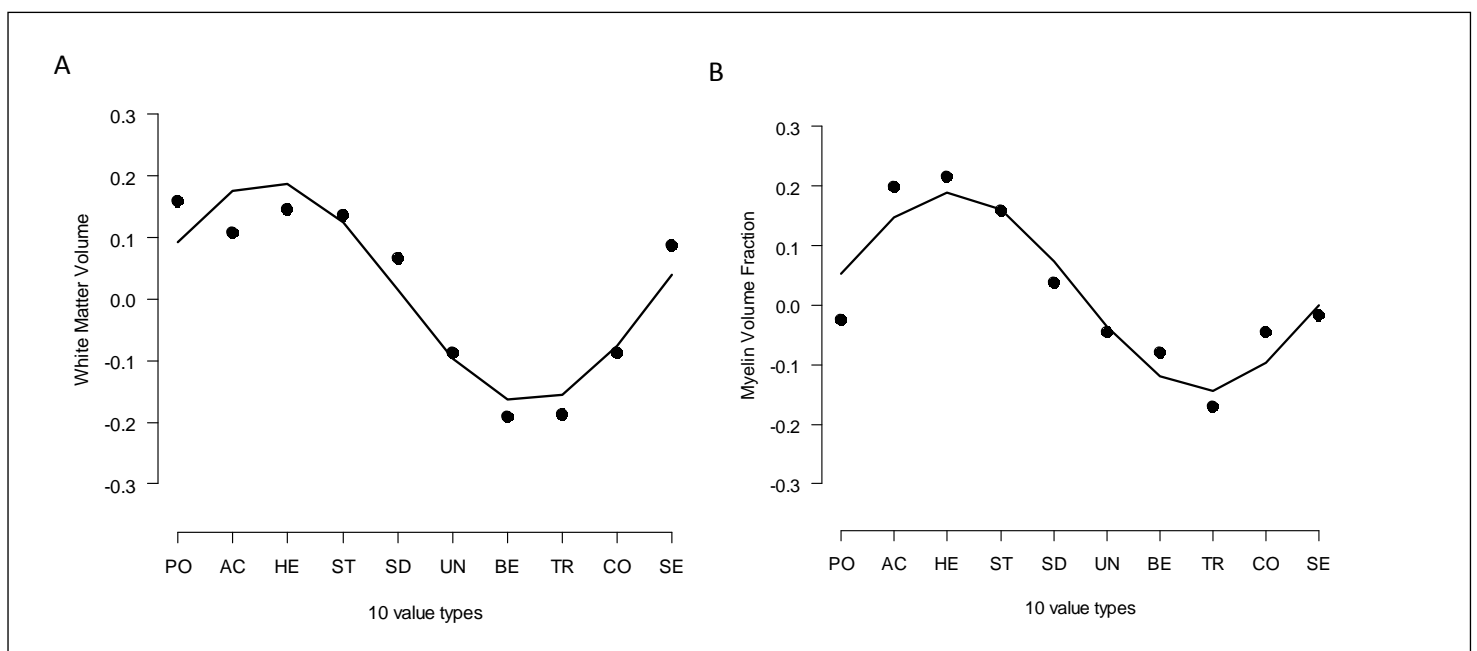 A
0.3
0.2
0.1
0.0
-0.1
-0.2
-0.3
White Matter Volume
PO AC HE ST SD UN BE TR CO SE
10 value types
B
0.3
0.2
0.1
0.0
-0.1
-0.2
-0.3
Myelin Volume Fraction
PO AC HE ST SD UN BE TR CO SE
10 value types